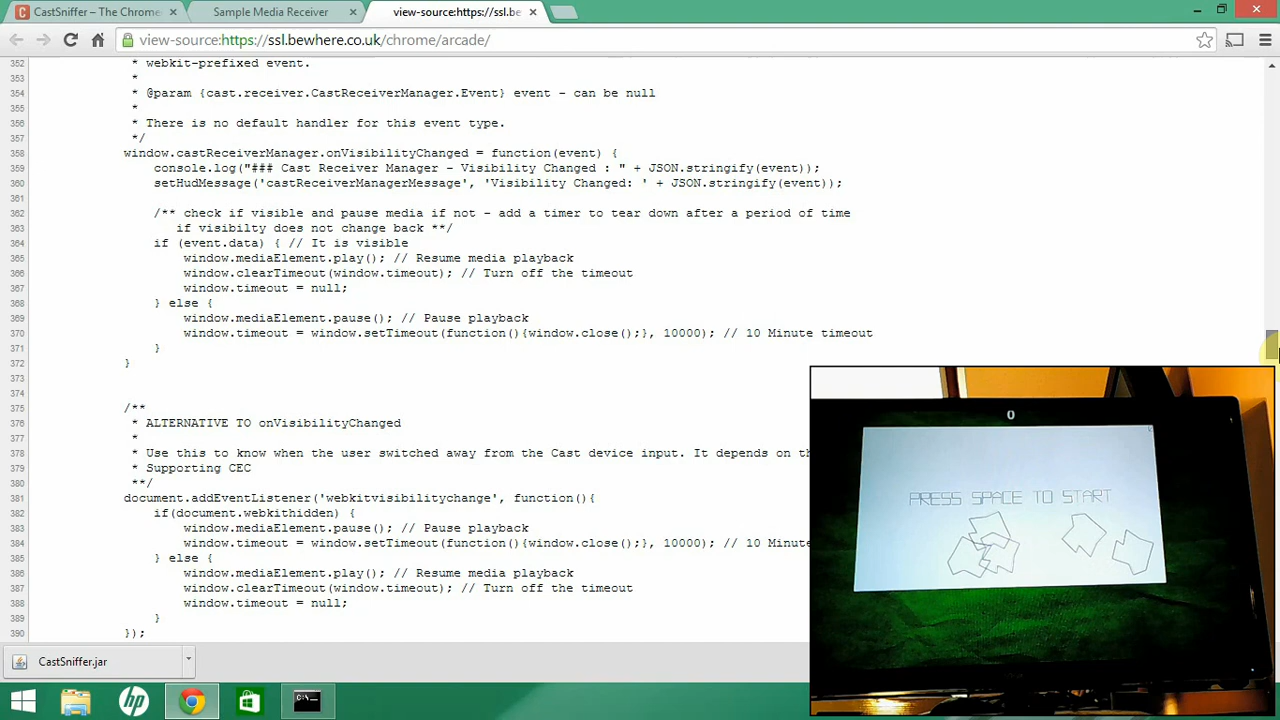 CastSniffer – The Chrome
Sample Media Receiver
view-source:https://ssl.be
view-source:https://ssl.bewhere.co.uk/chrome/arcade/
352 * webkit-prefixed event.
353 *
354 * @param {cast.receiver.CastReceiverManager.Event} event - can be null
355 *
356 * There is no default handler for this event type.
357 */
358 window.castReceiverManager.onVisibilityChanged = function(event) {
359 console.log("### Cast Receiver Manager - Visibility Changed : " + JSON.stringify(event));
360 setHudMessage('castReceiverManagerMessage', 'Visibility Changed: ' + JSON.stringify(event));
361
362 /** check if visible and pause media if not - add a timer to tear down after a period of time
363 if visibilty does not change back **/
364 if (event.data) { // It is visible
365 window.mediaElement.play(); // Resume media playback
366 window.clearTimeout(window.timeout); // Turn off the timeout
367 window.timeout = null;
368 } else {
369 window.mediaElement.pause(); // Pause playback
370 window.timeout = window.setTimeout(function(){window.close();}, 10000); // 10 Minute timeout
371 }
372 }
373
374
375 /**
376 * ALTERNATIVE TO onVisibilityChanged
377 *
378 * Use this to know when the user switched away from the Cast device input. It depends on th
379 * Supporting CEC
380 **/
381 document.addEventListener('webkitvisibilitychange', function(){
382 if(document.webkithidden) {
383 window.mediaElement.pause(); // Pause playback
384 window.timeout = window.setTimeout(function(){window.close();}, 10000); // 10 Minute
385 } else {
386 window.mediaElement.play(); // Resume media playback
387 window.clearTimeout(window.timeout); // Turn off the timeout
388 window.timeout = null;
389 }
390 });
0
PRESS SPACE TO START
CastSniffer.jar
hp
C:\